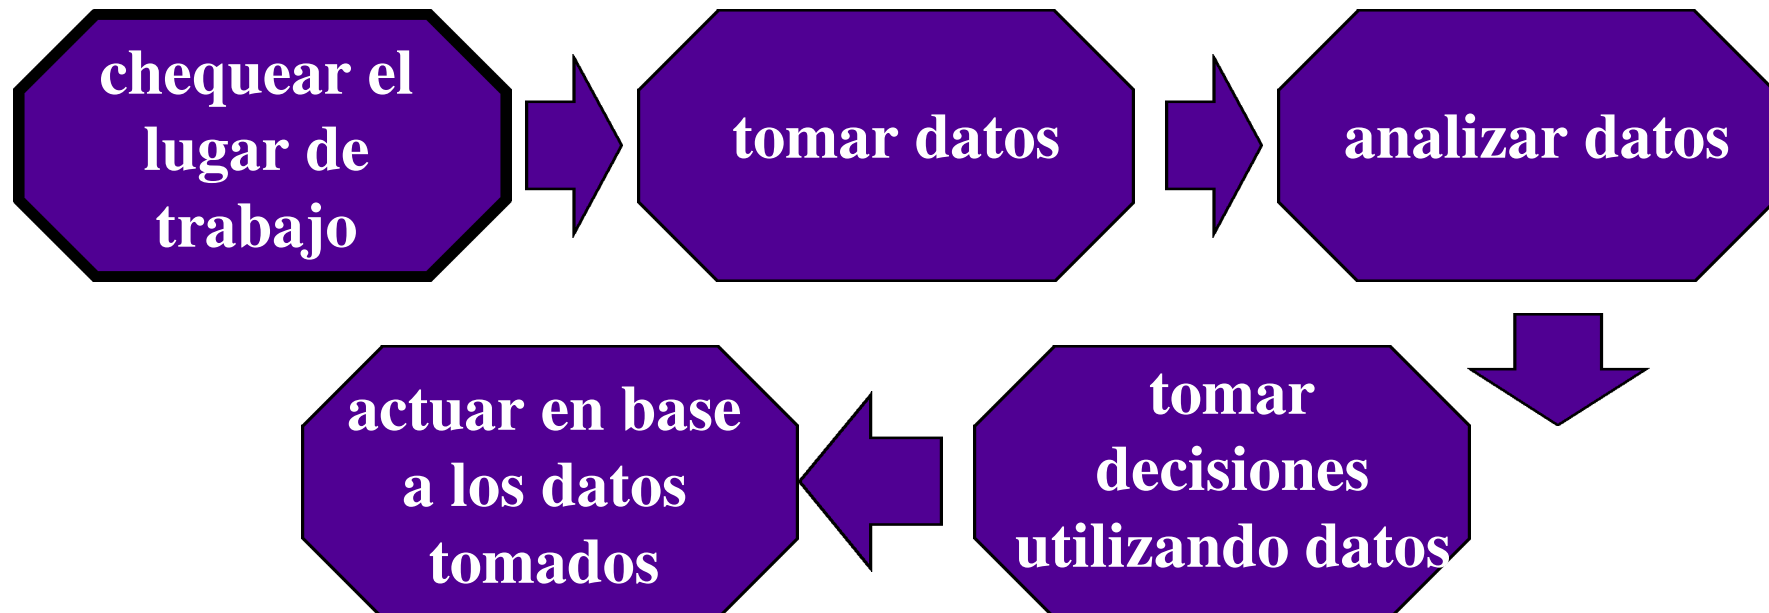 chequear el
lugar de
trabajo
tomar datos
analizar datos
tomar
decisiones
utilizando datos
actuar en base
a los datos
tomados